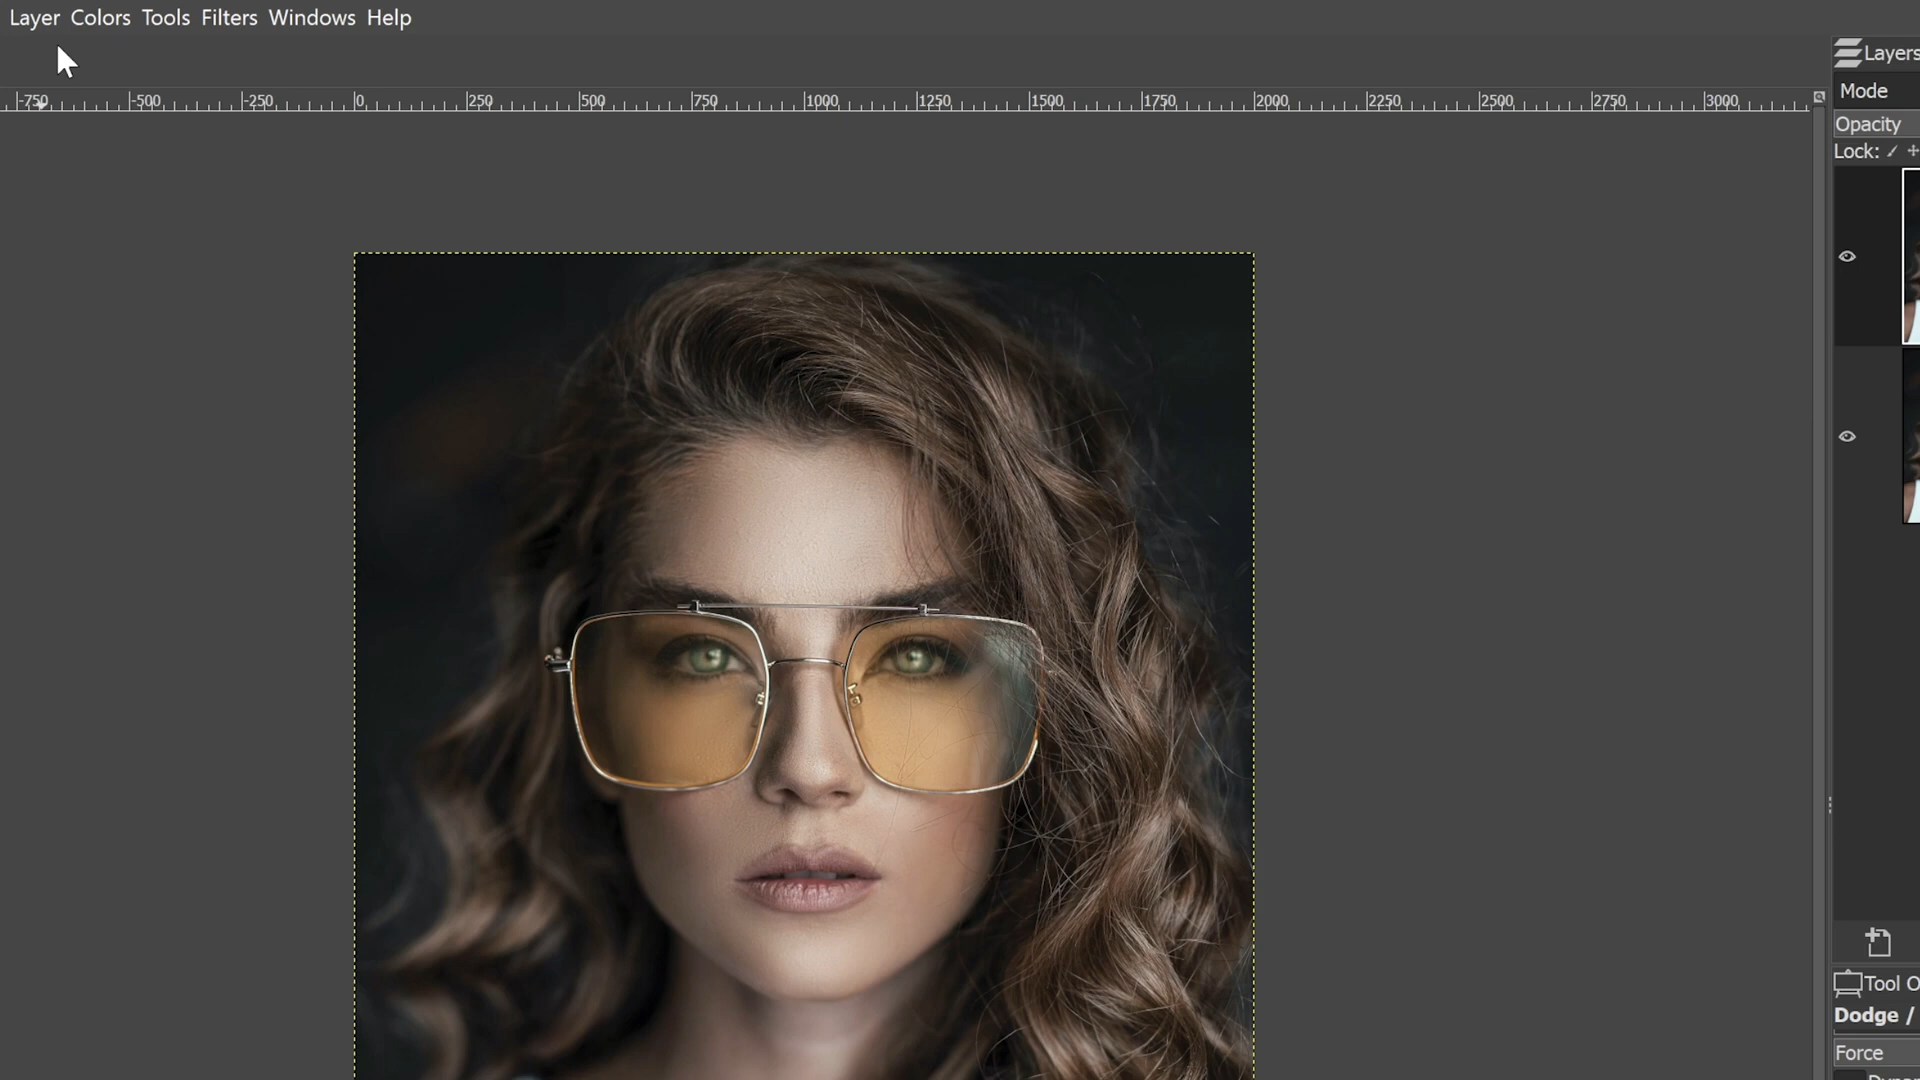 Layer Colors Tools Filters Windows Help
Layers
Mode
-750 -500 -250 0 250 500 750 1000 1250 1500 1750 2000 2250 2500 2750 3000
Opacity
Lock:
Tool O
Dodge /
Force